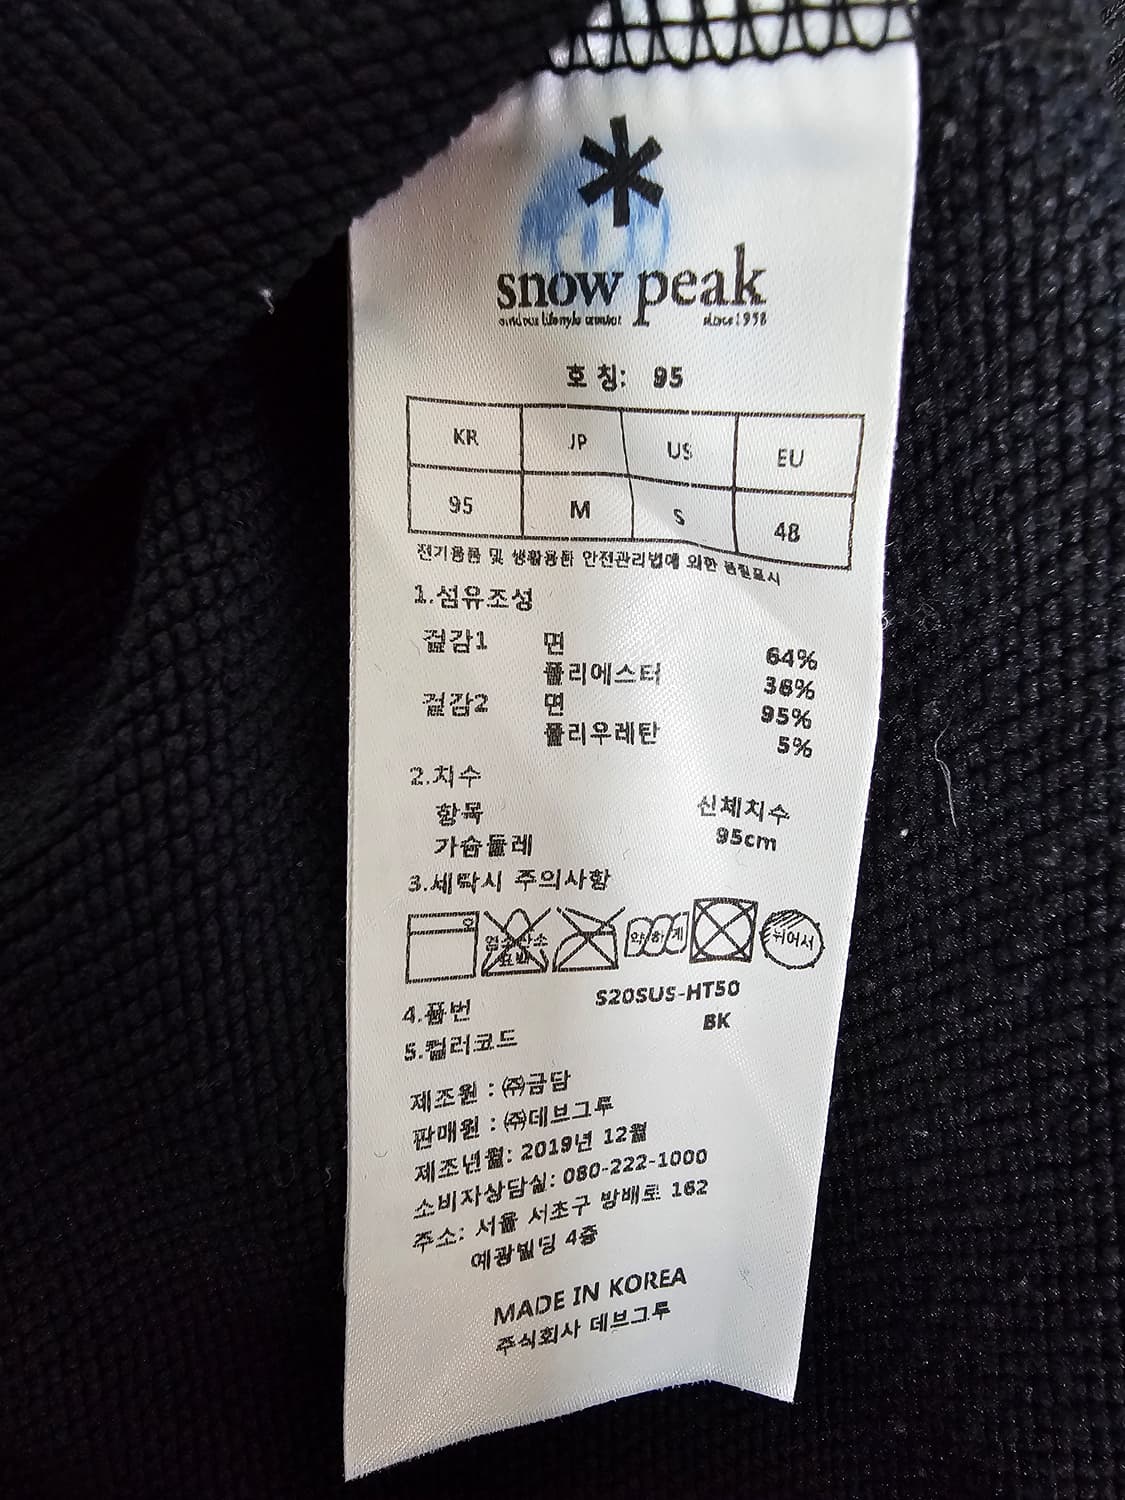 snow peak
since 1958
호 칭: 95
KR JP US EU
95 M S 48
전기용품 및 생활용품 안전관리법에 의한 품질표시
1.섬유조성
겉감1 면 64%
폴리에스터 36%
겉감2 면 95%
폴리우레탄 5%
2.치수
항목 신체치수
가슴둘레 95cm
3.세탁시 주의사항
약하게
뉘어서
4.품번 S20SUS-HT50
5.컬러코드 BK
제조원 : ㈜금담
판매원 : ㈜데브그루
제조년월: 2019년 12월
소비자상담실: 080-222-1000
주소: 서울 서초구 방배로 162
예광빌딩 4층
MADE IN KOREA
주식회사 데브그루